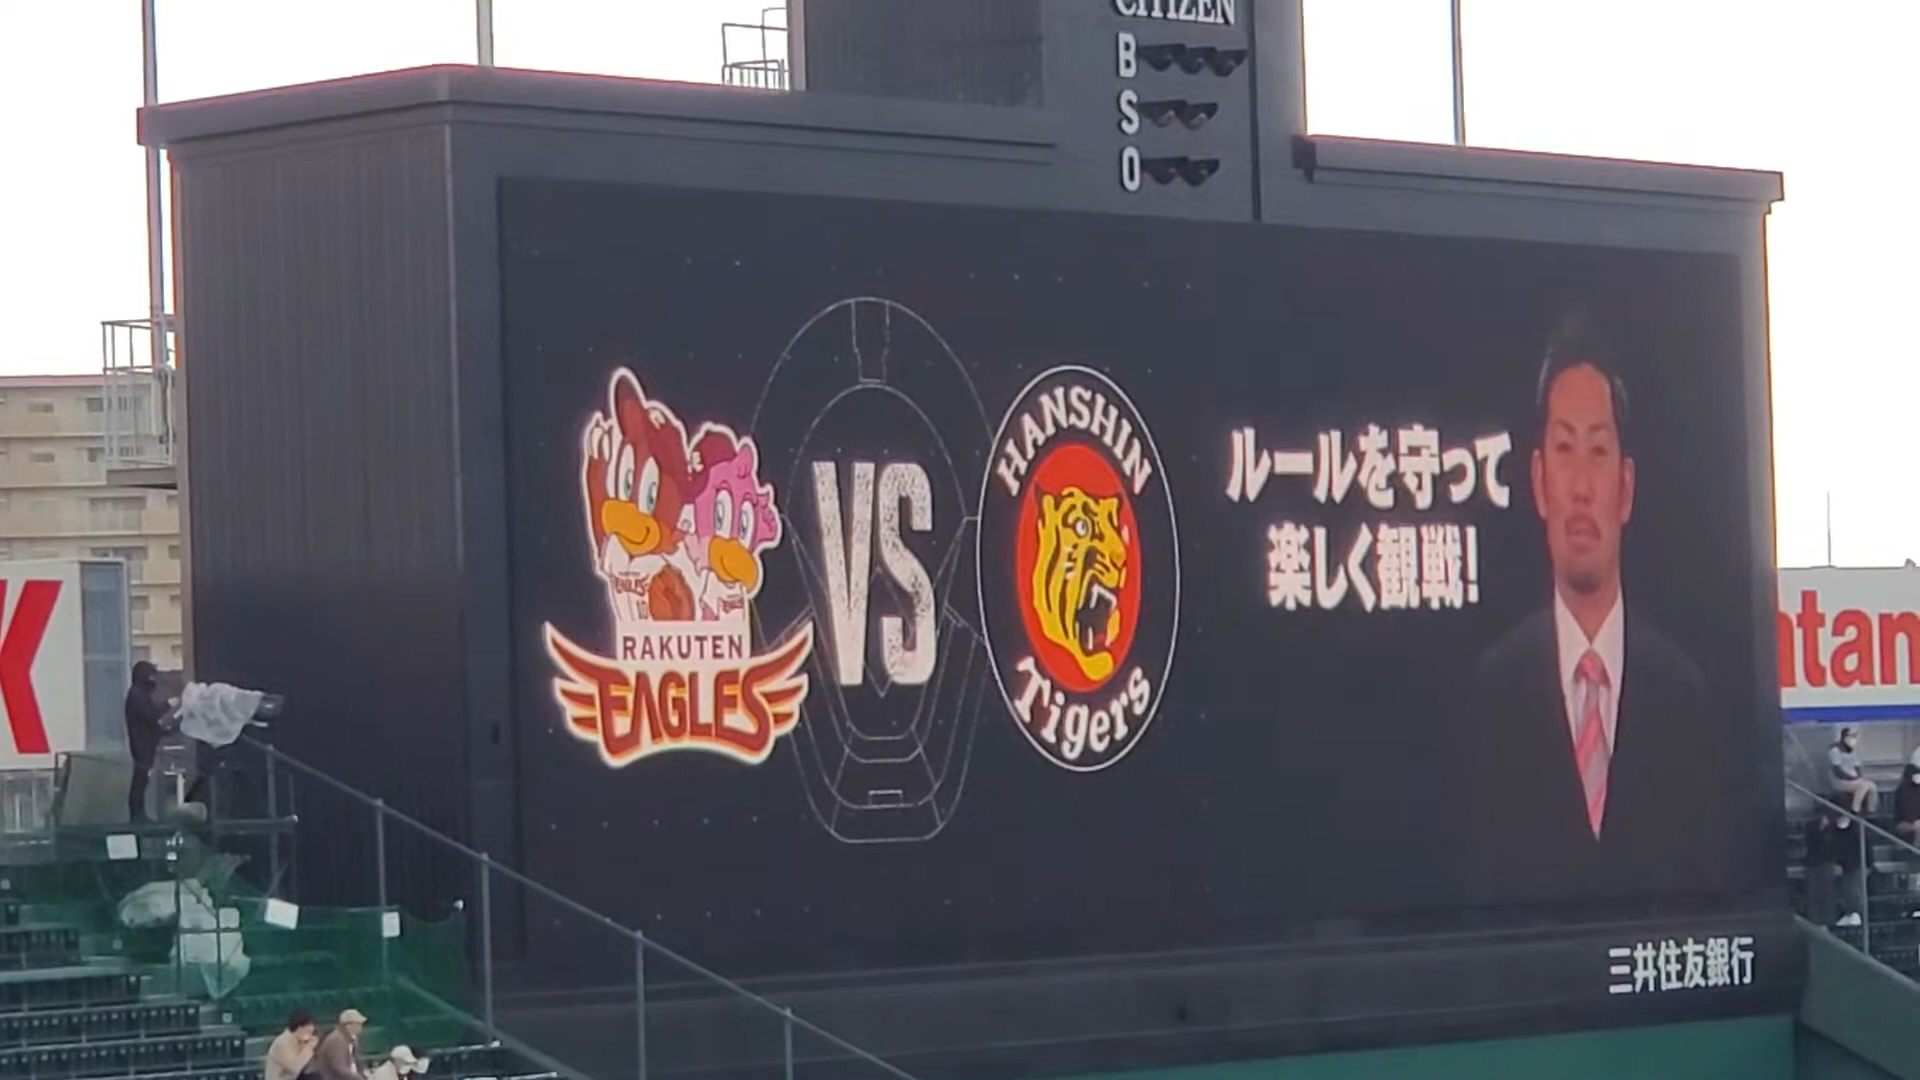 CITIZEN
B
S
O
HANSHIN
Tigers
VS
RAKUTEN
EAGLES
ルールを守って
楽しく観戦!
三井住友銀行
K
atam